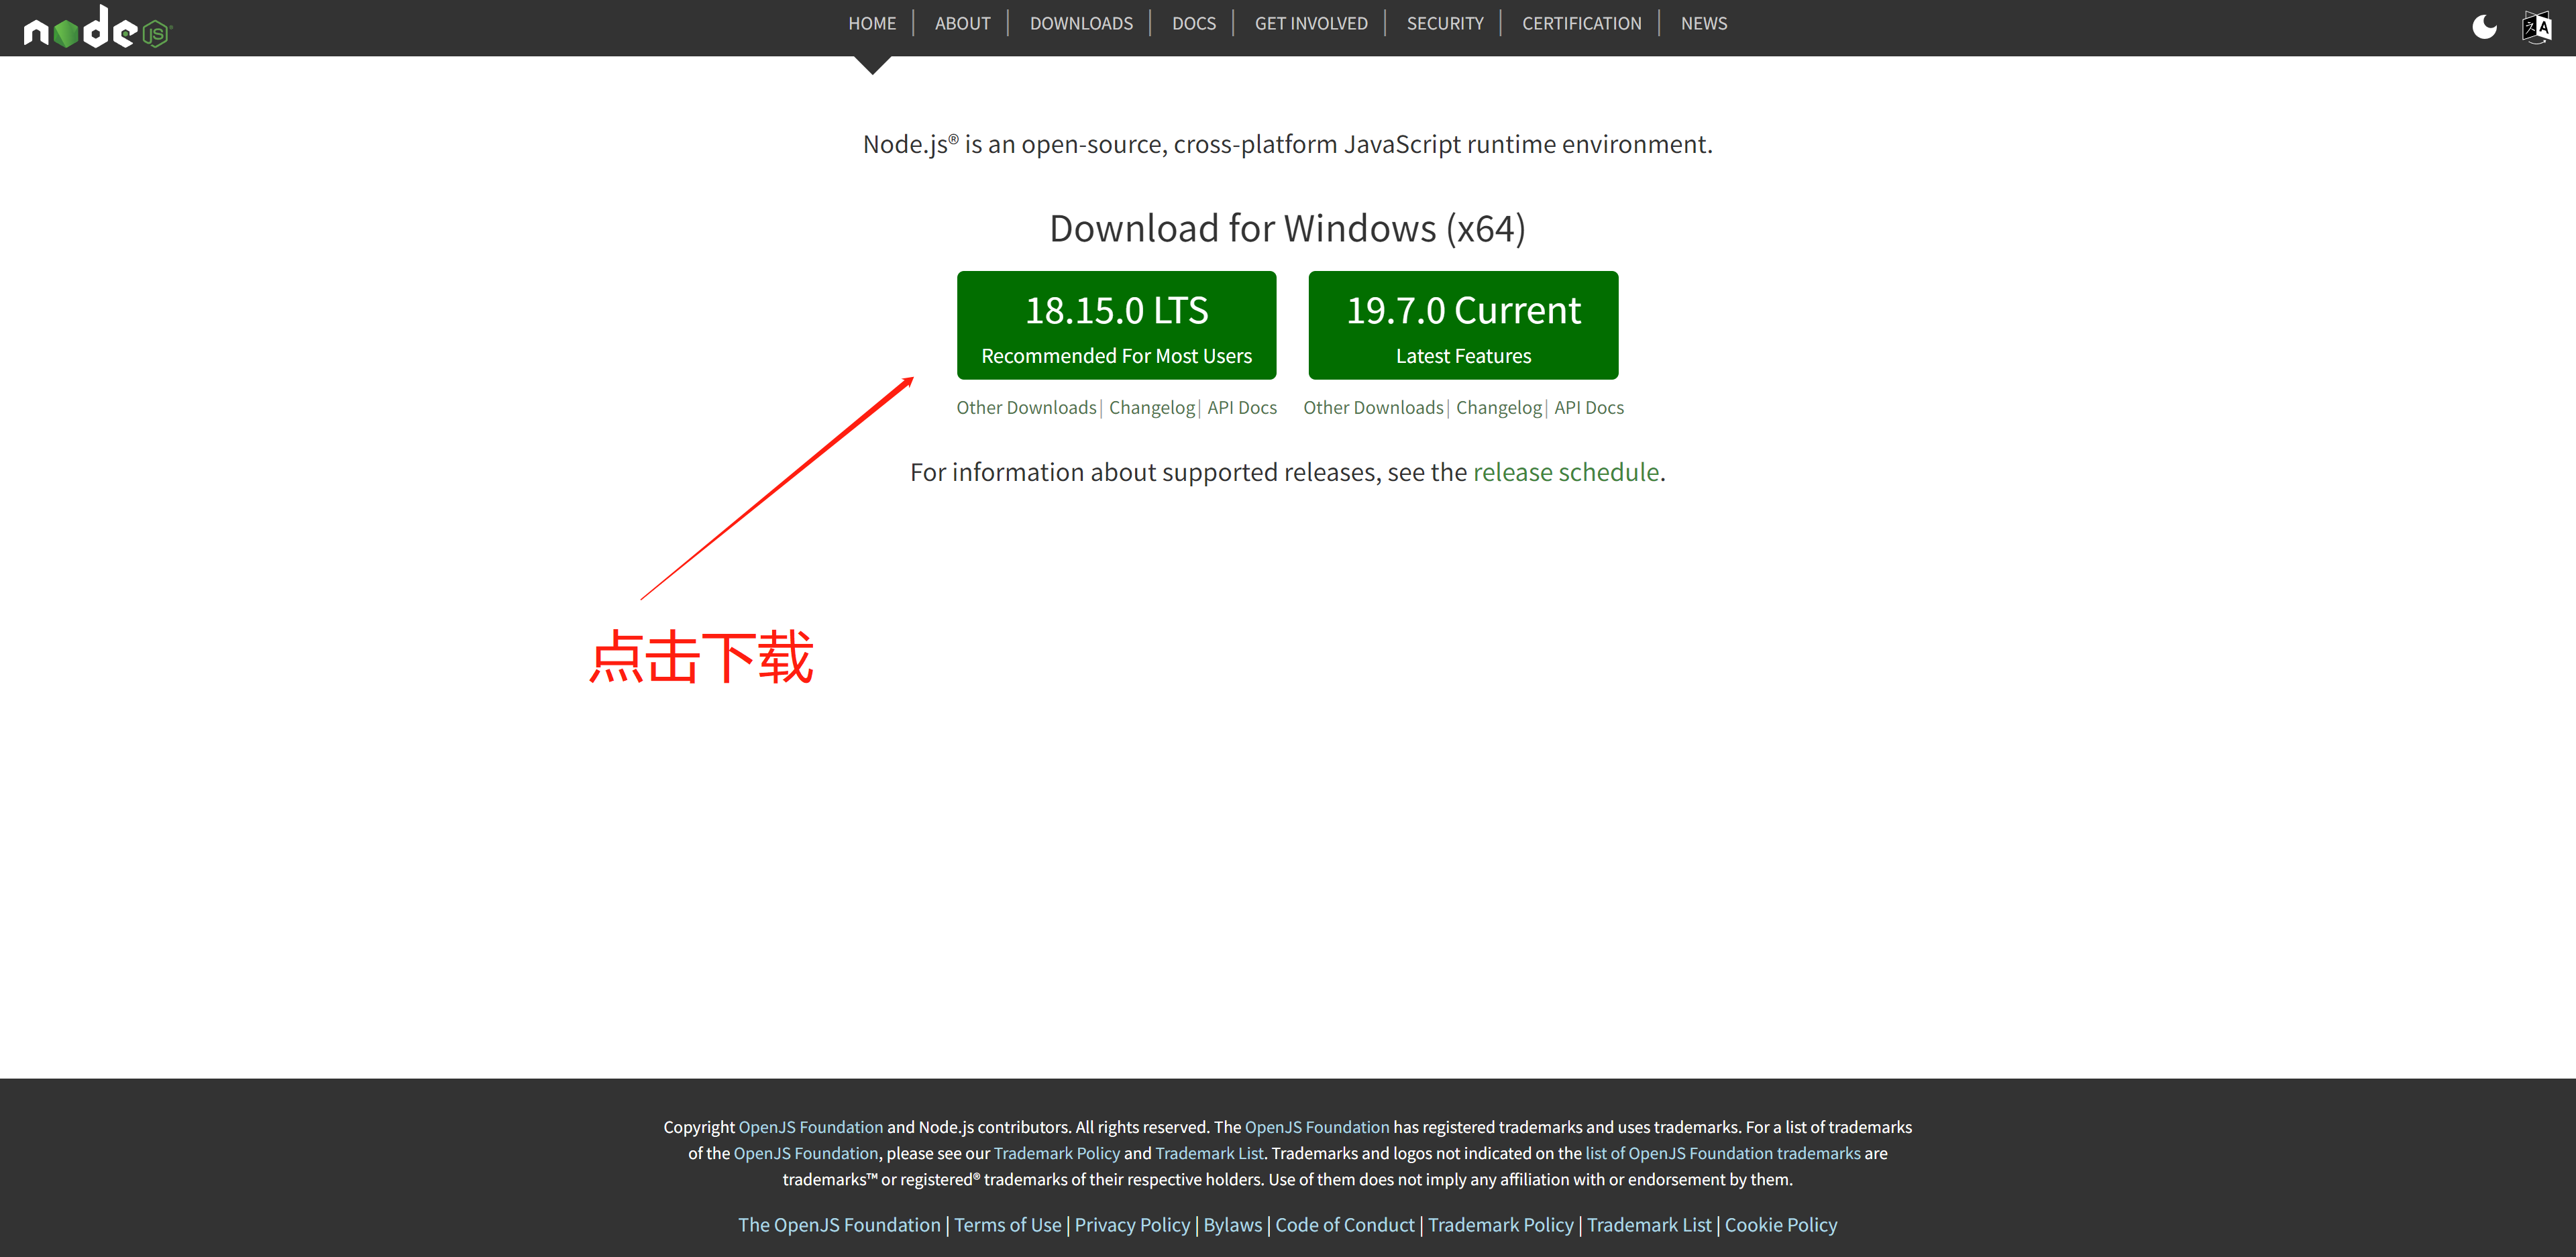 node JS
HOME | ABOUT | DOWNLOADS | DOCS | GET INVOLVED | SECURITY | CERTIFICATION | NEWS
Node.js® is an open-source, cross-platform JavaScript runtime environment.
Download for Windows (x64)
18.15.0 LTS
Recommended For Most Users
19.7.0 Current
Latest Features
Other Downloads | Changelog | API Docs
Other Downloads | Changelog | API Docs
For information about supported releases, see the release schedule.
点击下载
Copyright OpenJS Foundation and Node.js contributors. All rights reserved. The OpenJS Foundation has registered trademarks and uses trademarks. For a list of trademarks
of the OpenJS Foundation, please see our Trademark Policy and Trademark List. Trademarks and logos not indicated on the list of OpenJS Foundation trademarks are
trademarks™ or registered® trademarks of their respective holders. Use of them does not imply any affiliation with or endorsement by them.
The OpenJS Foundation | Terms of Use | Privacy Policy | Bylaws | Code of Conduct | Trademark Policy | Trademark List | Cookie Policy